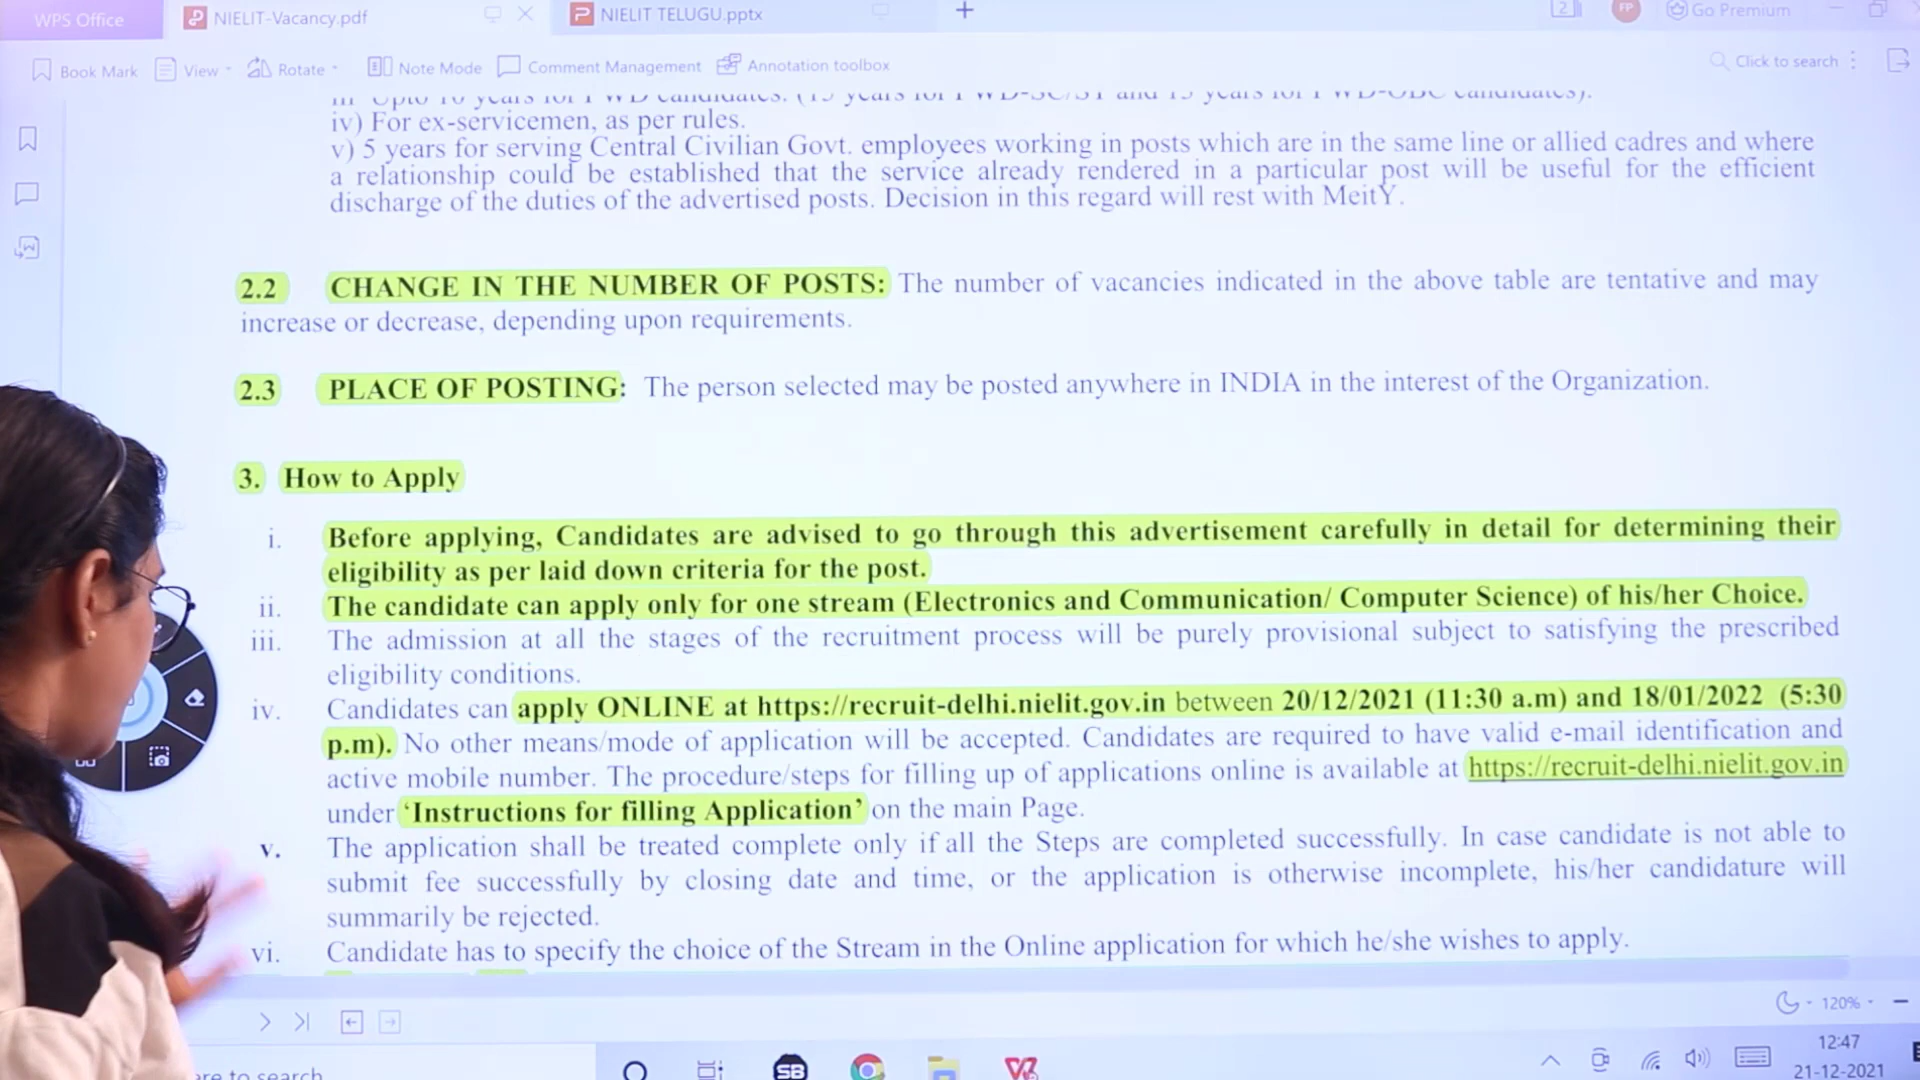 WPS Office
NIELIT-Vacancy.pdf
NIELIT TELUGU.pptx
2
FP
Go Premium
Book Mark
View
Rotate
Note Mode
Comment Management
Annotation toolbox
Click to search
iv) For ex-servicemen, as per rules.
v) 5 years for serving Central Civilian Govt. employees working in posts which are in the same line or allied cadres and where
a relationship could be established that the service already rendered in a particular post will be useful for the efficient
discharge of the duties of the advertised posts. Decision in this regard will rest with MeitY.
2.2 CHANGE IN THE NUMBER OF POSTS: The number of vacancies indicated in the above table are tentative and may
increase or decrease, depending upon requirements.
2.3 PLACE OF POSTING: The person selected may be posted anywhere in INDIA in the interest of the Organization.
3. How to Apply
i. Before applying, Candidates are advised to go through this advertisement carefully in detail for determining their
eligibility as per laid down criteria for the post.
ii. The candidate can apply only for one stream (Electronics and Communication/ Computer Science) of his/her Choice.
iii. The admission at all the stages of the recruitment process will be purely provisional subject to satisfying the prescribed
eligibility conditions.
iv. Candidates can apply ONLINE at https://recruit-delhi.nielit.gov.in between 20/12/2021 (11:30 a.m) and 18/01/2022 (5:30
p.m). No other means/mode of application will be accepted. Candidates are required to have valid e-mail identification and
active mobile number. The procedure/steps for filling up of applications online is available at https://recruit-delhi.nielit.gov.in
under ‘Instructions for filling Application’ on the main Page.
v. The application shall be treated complete only if all the Steps are completed successfully. In case candidate is not able to
submit fee successfully by closing date and time, or the application is otherwise incomplete, his/her candidature will
summarily be rejected.
vi. Candidate has to specify the choice of the Stream in the Online application for which he/she wishes to apply.
120%
to search
SB
12:47
21-12-2021